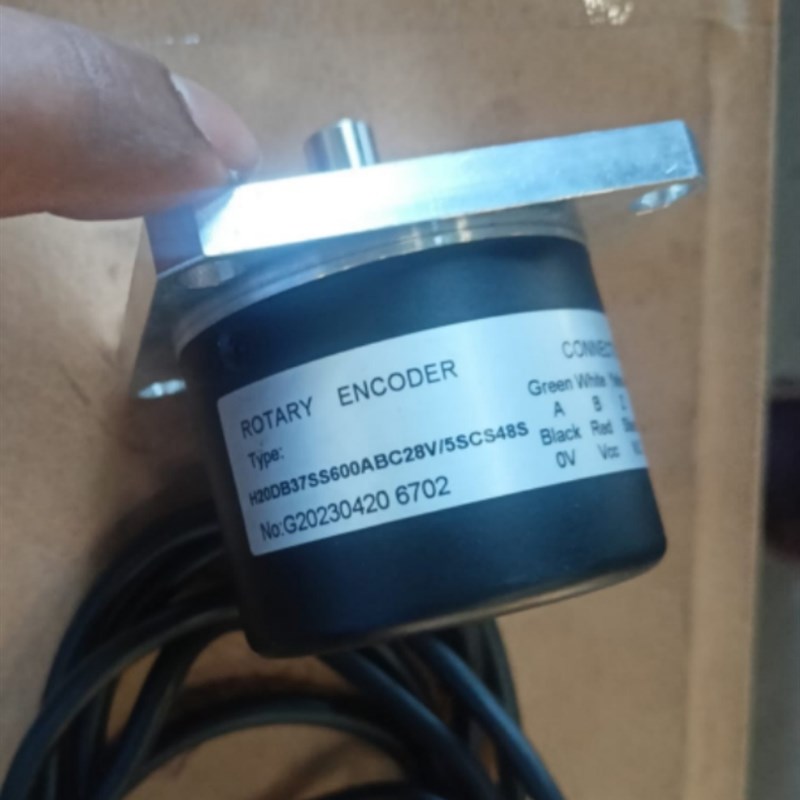 ROTARY ENCODER
Type:
H20DB37SS600ABC28V/5SCS48S
No:G20230420 6702
Green White
A B
Black Red
0V Vcc